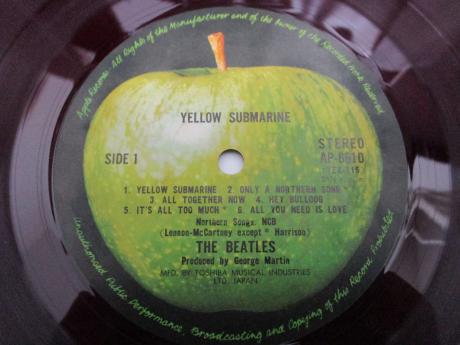 Apple Records. All Rights of the Manufacturer and of the Owner of the Recorded Work Reserved
YELLOW SUBMARINE
SIDE 1
STEREO
AP-8610
1. YELLOW SUBMARINE 2. ONLY A NORTHERN SONG*
3. ALL TOGETHER NOW 4. HEY BULLDOG
5. IT'S ALL TOO MUCH* 6. ALL YOU NEED IS LOVE
Northern Songs, NCB
(Lennon-McCartney except * Harrison)
THE BEATLES
Produced by George Martin
MFD. BY TOSHIBA MUSICAL INDUSTRIES
LTD. JAPAN
Unauthorised Public Performance, Broadcasting and Copying of this Record Prohibited